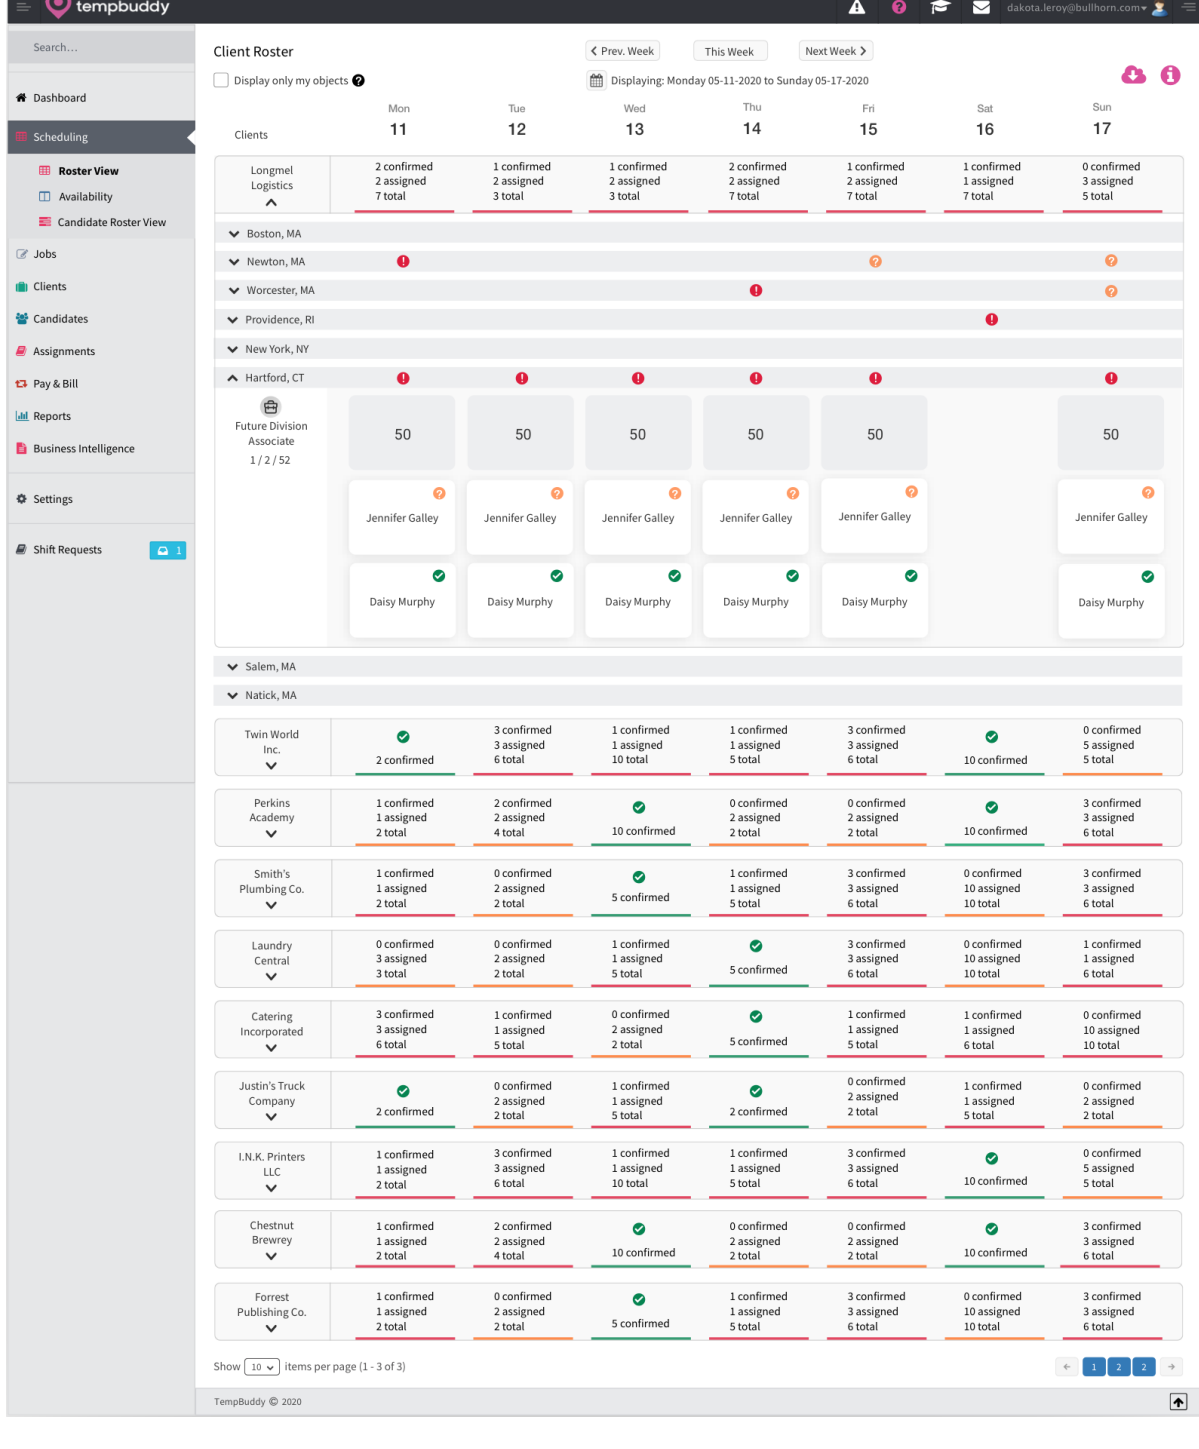 tempbuddy
dakota.leroy@bullhorn.com
Search...
Dashboard
Scheduling
Roster View
Availability
Candidate Roster View
Jobs
Clients
Candidates
Assignments
Pay & Bill
Reports
Business Intelligence
Settings
Shift Requests 1
Client Roster
Prev. Week This Week Next Week
Display only my objects
Displaying: Monday 05-11-2020 to Sunday 05-17-2020
Mon Tue Wed Thu Fri Sat Sun
Clients 11 12 13 14 15 16 17
Longmel Logistics
2 confirmed 1 confirmed 1 confirmed 2 confirmed 1 confirmed 1 confirmed 0 confirmed
2 assigned 2 assigned 2 assigned 2 assigned 2 assigned 1 assigned 3 assigned
7 total 3 total 3 total 7 total 7 total 7 total 5 total
Boston, MA
Newton, MA
Worcester, MA
Providence, RI
New York, NY
Hartford, CT
Future Division
Associate
1 / 2 / 52
50 50 50 50 50 50
Jennifer Galley Jennifer Galley Jennifer Galley Jennifer Galley Jennifer Galley Jennifer Galley
Daisy Murphy Daisy Murphy Daisy Murphy Daisy Murphy Daisy Murphy Daisy Murphy
Salem, MA
Natick, MA
Twin World Inc.
3 confirmed 1 confirmed 1 confirmed 3 confirmed 0 confirmed
3 assigned 1 assigned 1 assigned 3 assigned 5 assigned
2 confirmed 6 total 10 total 5 total 6 total 10 confirmed 5 total
Perkins Academy
1 confirmed 2 confirmed 0 confirmed 0 confirmed 3 confirmed
1 assigned 2 assigned 2 assigned 2 assigned 3 assigned
2 total 4 total 10 confirmed 2 total 2 total 10 confirmed 6 total
Smith's Plumbing Co.
1 confirmed 0 confirmed 1 confirmed 3 confirmed 0 confirmed 3 confirmed
1 assigned 2 assigned 1 assigned 3 assigned 10 assigned 3 assigned
2 total 2 total 5 confirmed 5 total 6 total 10 total 6 total
Laundry Central
0 confirmed 0 confirmed 1 confirmed 3 confirmed 0 confirmed 1 confirmed
3 assigned 2 assigned 1 assigned 3 assigned 10 assigned 1 assigned
3 total 2 total 5 total 5 confirmed 6 total 10 total 6 total
Catering Incorporated
3 confirmed 1 confirmed 0 confirmed 1 confirmed 1 confirmed 0 confirmed
3 assigned 1 assigned 2 assigned 1 assigned 1 assigned 10 assigned
6 total 5 total 2 total 5 confirmed 5 total 6 total 10 total
Justin's Truck Company
0 confirmed 1 confirmed 0 confirmed 1 confirmed 0 confirmed
2 assigned 1 assigned 2 assigned 1 assigned 2 assigned
2 confirmed 2 total 5 total 2 confirmed 2 total 5 total 2 total
I.N.K. Printers LLC
1 confirmed 3 confirmed 1 confirmed 1 confirmed 3 confirmed 0 confirmed
1 assigned 3 assigned 1 assigned 1 assigned 3 assigned 5 assigned
2 total 6 total 10 total 5 total 6 total 10 confirmed 5 total
Chestnut Brewrey
1 confirmed 2 confirmed 0 confirmed 0 confirmed 3 confirmed
1 assigned 2 assigned 2 assigned 2 assigned 3 assigned
2 total 4 total 10 confirmed 2 total 2 total 10 confirmed 6 total
Forrest Publishing Co.
1 confirmed 0 confirmed 1 confirmed 3 confirmed 0 confirmed 3 confirmed
1 assigned 2 assigned 1 assigned 3 assigned 10 assigned 3 assigned
2 total 2 total 5 confirmed 5 total 6 total 10 total 6 total
Show 10 items per page (1 - 3 of 3)
1 2 2
TempBuddy © 2020